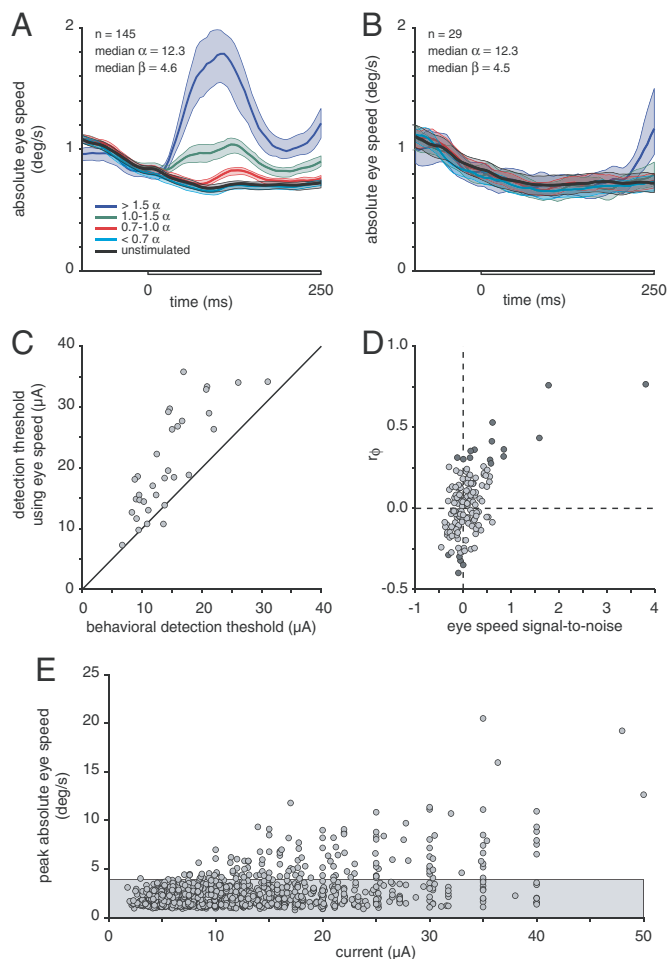 A
2
n = 145
median α = 12.3
median β = 4.6
absolute eye speed
(deg/s)
1
> 1.5 α
1.0-1.5 α
0.7-1.0 α
< 0.7 α
unstimulated
0
0
250
time (ms)
B
2
n = 29
median α = 12.3
median β = 4.5
absolute eye speed (deg/s)
1
0
0
250
time (ms)
C
40
30
20
10
0
detection threshold
using eye speed (µA)
0
10
20
30
40
behavioral detection theshold (µA)
D
1.0
0.5
0.0
-0.5
rϕ
-1
0
1
2
3
4
eye speed signal-to-noise
E
25
20
15
10
5
0
peak absolute eye speed
(deg/s)
0
10
20
30
40
50
current (µA)